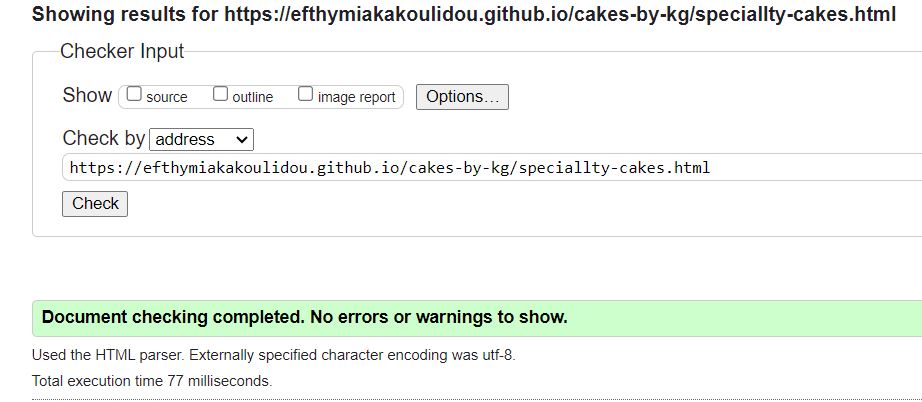 Showing results for https://efthymiakakoulidou.github.io/cakes-by-kg/speciallty-cakes.html
Checker Input
Show source outline image report Options...
Check by address
https://efthymiakakoulidou.github.io/cakes-by-kg/speciallty-cakes.html
Check
Document checking completed. No errors or warnings to show.
Used the HTML parser. Externally specified character encoding was utf-8.
Total execution time 77 milliseconds.